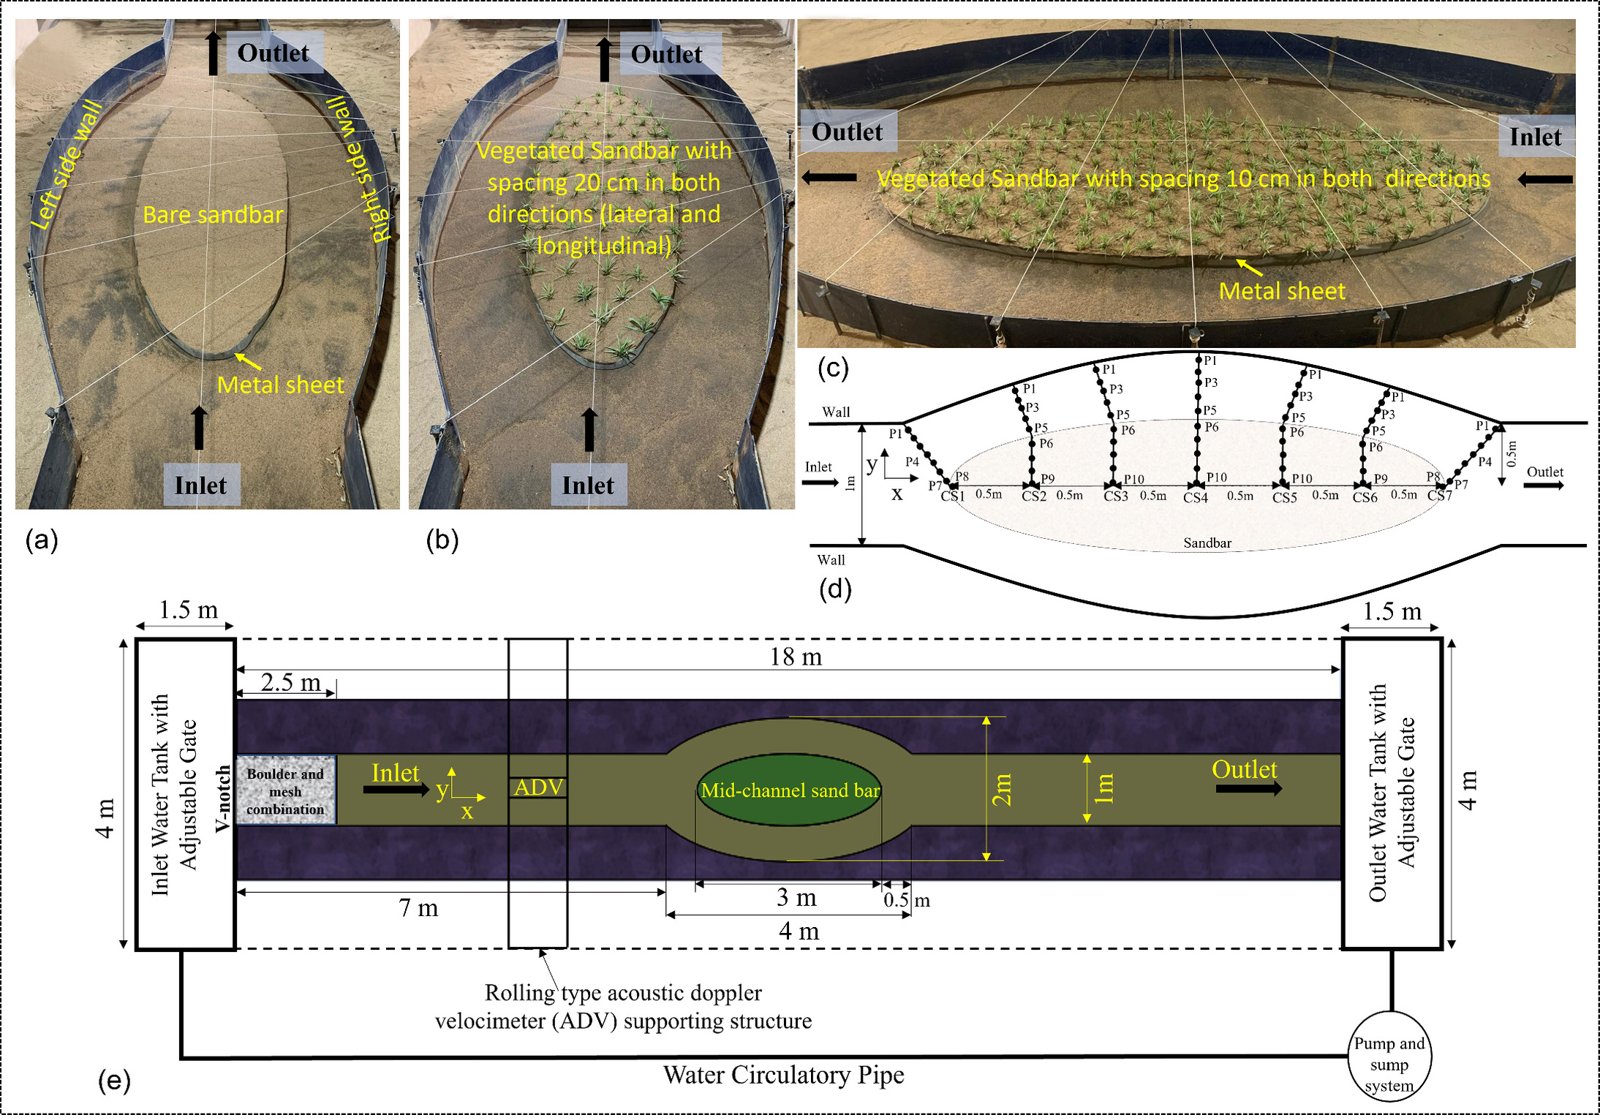 Outlet
Left side wall
Right side wall
Bare sandbar
Metal sheet
Inlet
(a)
Outlet
Vegetated Sandbar with
spacing 20 cm in both
directions (lateral and
longitudinal)
Inlet
(b)
Outlet
Inlet
Vegetated Sandbar with spacing 10 cm in both directions
Metal sheet
(c)
Wall
P1
P4
P7
P8
CS1
P1
P3
P5
P6
P9
CS2
P1
P3
P5
P6
P10
CS3
P1
P3
P5
P6
P10
CS4
P1
P3
P5
P6
P10
CS5
P1
P3
P5
P6
P9
CS6
P1
P4
P7
P8
CS7
Inlet
1m
y
x
0.5m
0.5m
0.5m
0.5m
0.5m
0.5m
0.5m
Outlet
Sandbar
Wall
(d)
1.5 m
1.5 m
4 m
Inlet Water Tank with
Adjustable Gate
V-notch
18 m
2.5 m
Boulder and
mesh
combination
Inlet
y
x
ADV
Mid-channel sand bar
2m
1m
Outlet
Outlet Water Tank with
Adjustable Gate
4 m
7 m
3 m
0.5 m
4 m
Rolling type acoustic doppler
velocimeter (ADV) supporting structure
Pump and
sump
system
Water Circulatory Pipe
(e)